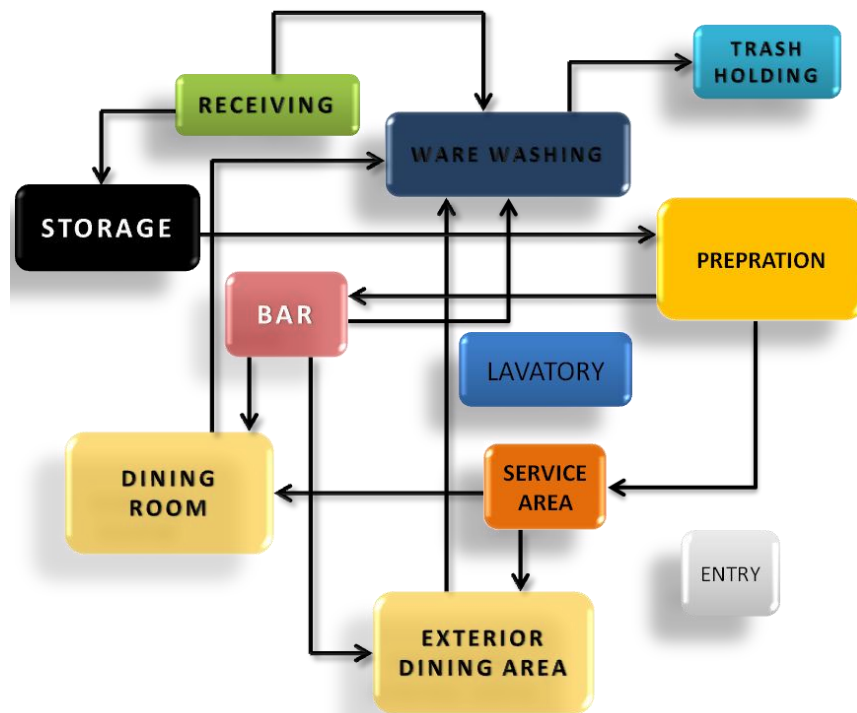 TRASH
HOLDING
RECEIVING
WARE WASHING
STORAGE
PREPRATION
BAR
LAVATORY
DINING
ROOM
SERVICE
AREA
ENTRY
EXTERIOR
DINING AREA